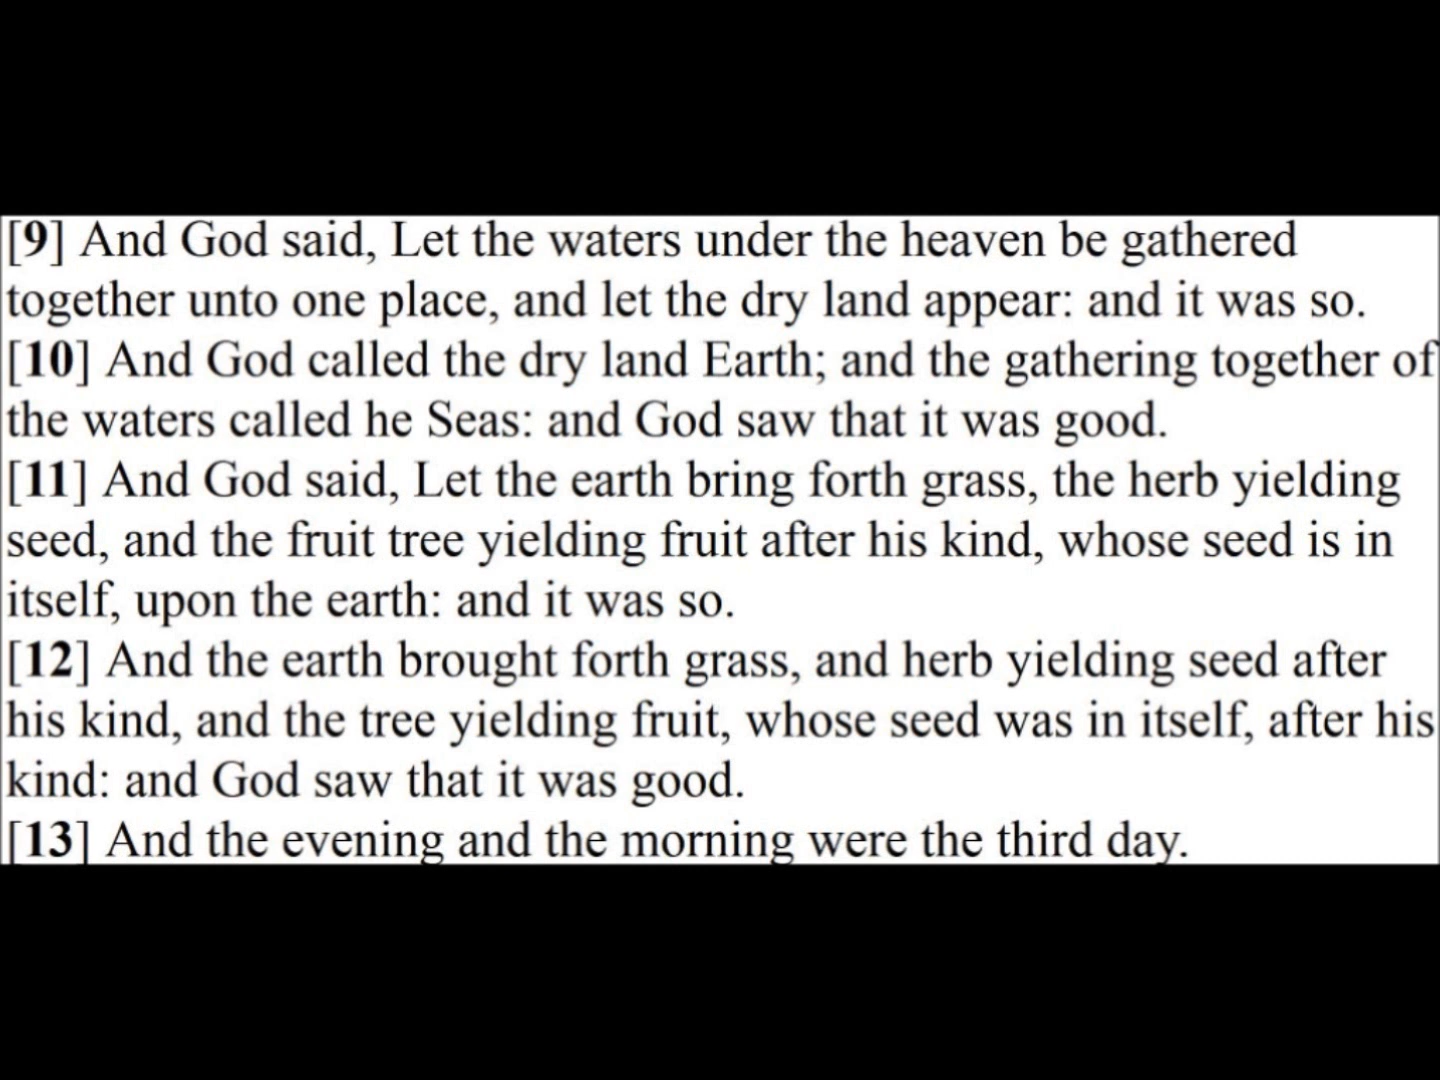 [9] And God said, Let the waters under the heaven be gathered
together unto one place, and let the dry land appear: and it was so.
[10] And God called the dry land Earth; and the gathering together of
the waters called he Seas: and God saw that it was good.
[11] And God said, Let the earth bring forth grass, the herb yielding
seed, and the fruit tree yielding fruit after his kind, whose seed is in
itself, upon the earth: and it was so.
[12] And the earth brought forth grass, and herb yielding seed after
his kind, and the tree yielding fruit, whose seed was in itself, after his
kind: and God saw that it was good.
[13] And the evening and the morning were the third day.